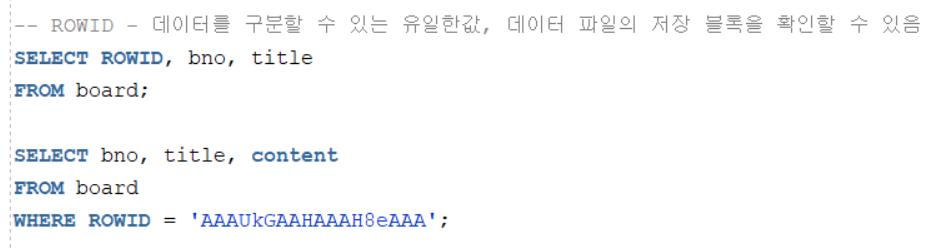 -- ROWID - 데이터를 구분할 수 있는 유일한값, 데이터 파일의 저장 블록을 확인할 수 있음
SELECT ROWID, bno, title
FROM board;
SELECT bno, title, content
FROM board
WHERE ROWID = 'AAAUkGAAHAAAH8eAAA';